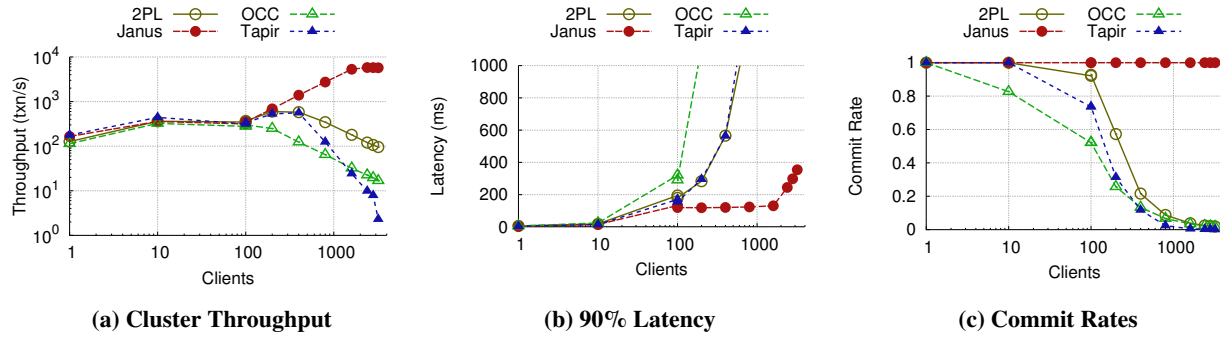 2PL OCC
Janus Tapir
Throughput (txn/s)
10^4
10^3
10^2
10^1
10^0
1 10 100 1000
Clients
(a) Cluster Throughput
2PL OCC
Janus Tapir
Latency (ms)
1000
800
600
400
200
0
1 10 100 1000
Clients
(b) 90% Latency
2PL OCC
Janus Tapir
Commit Rate
1
0.8
0.6
0.4
0.2
0
1 10 100 1000
Clients
(c) Commit Rates